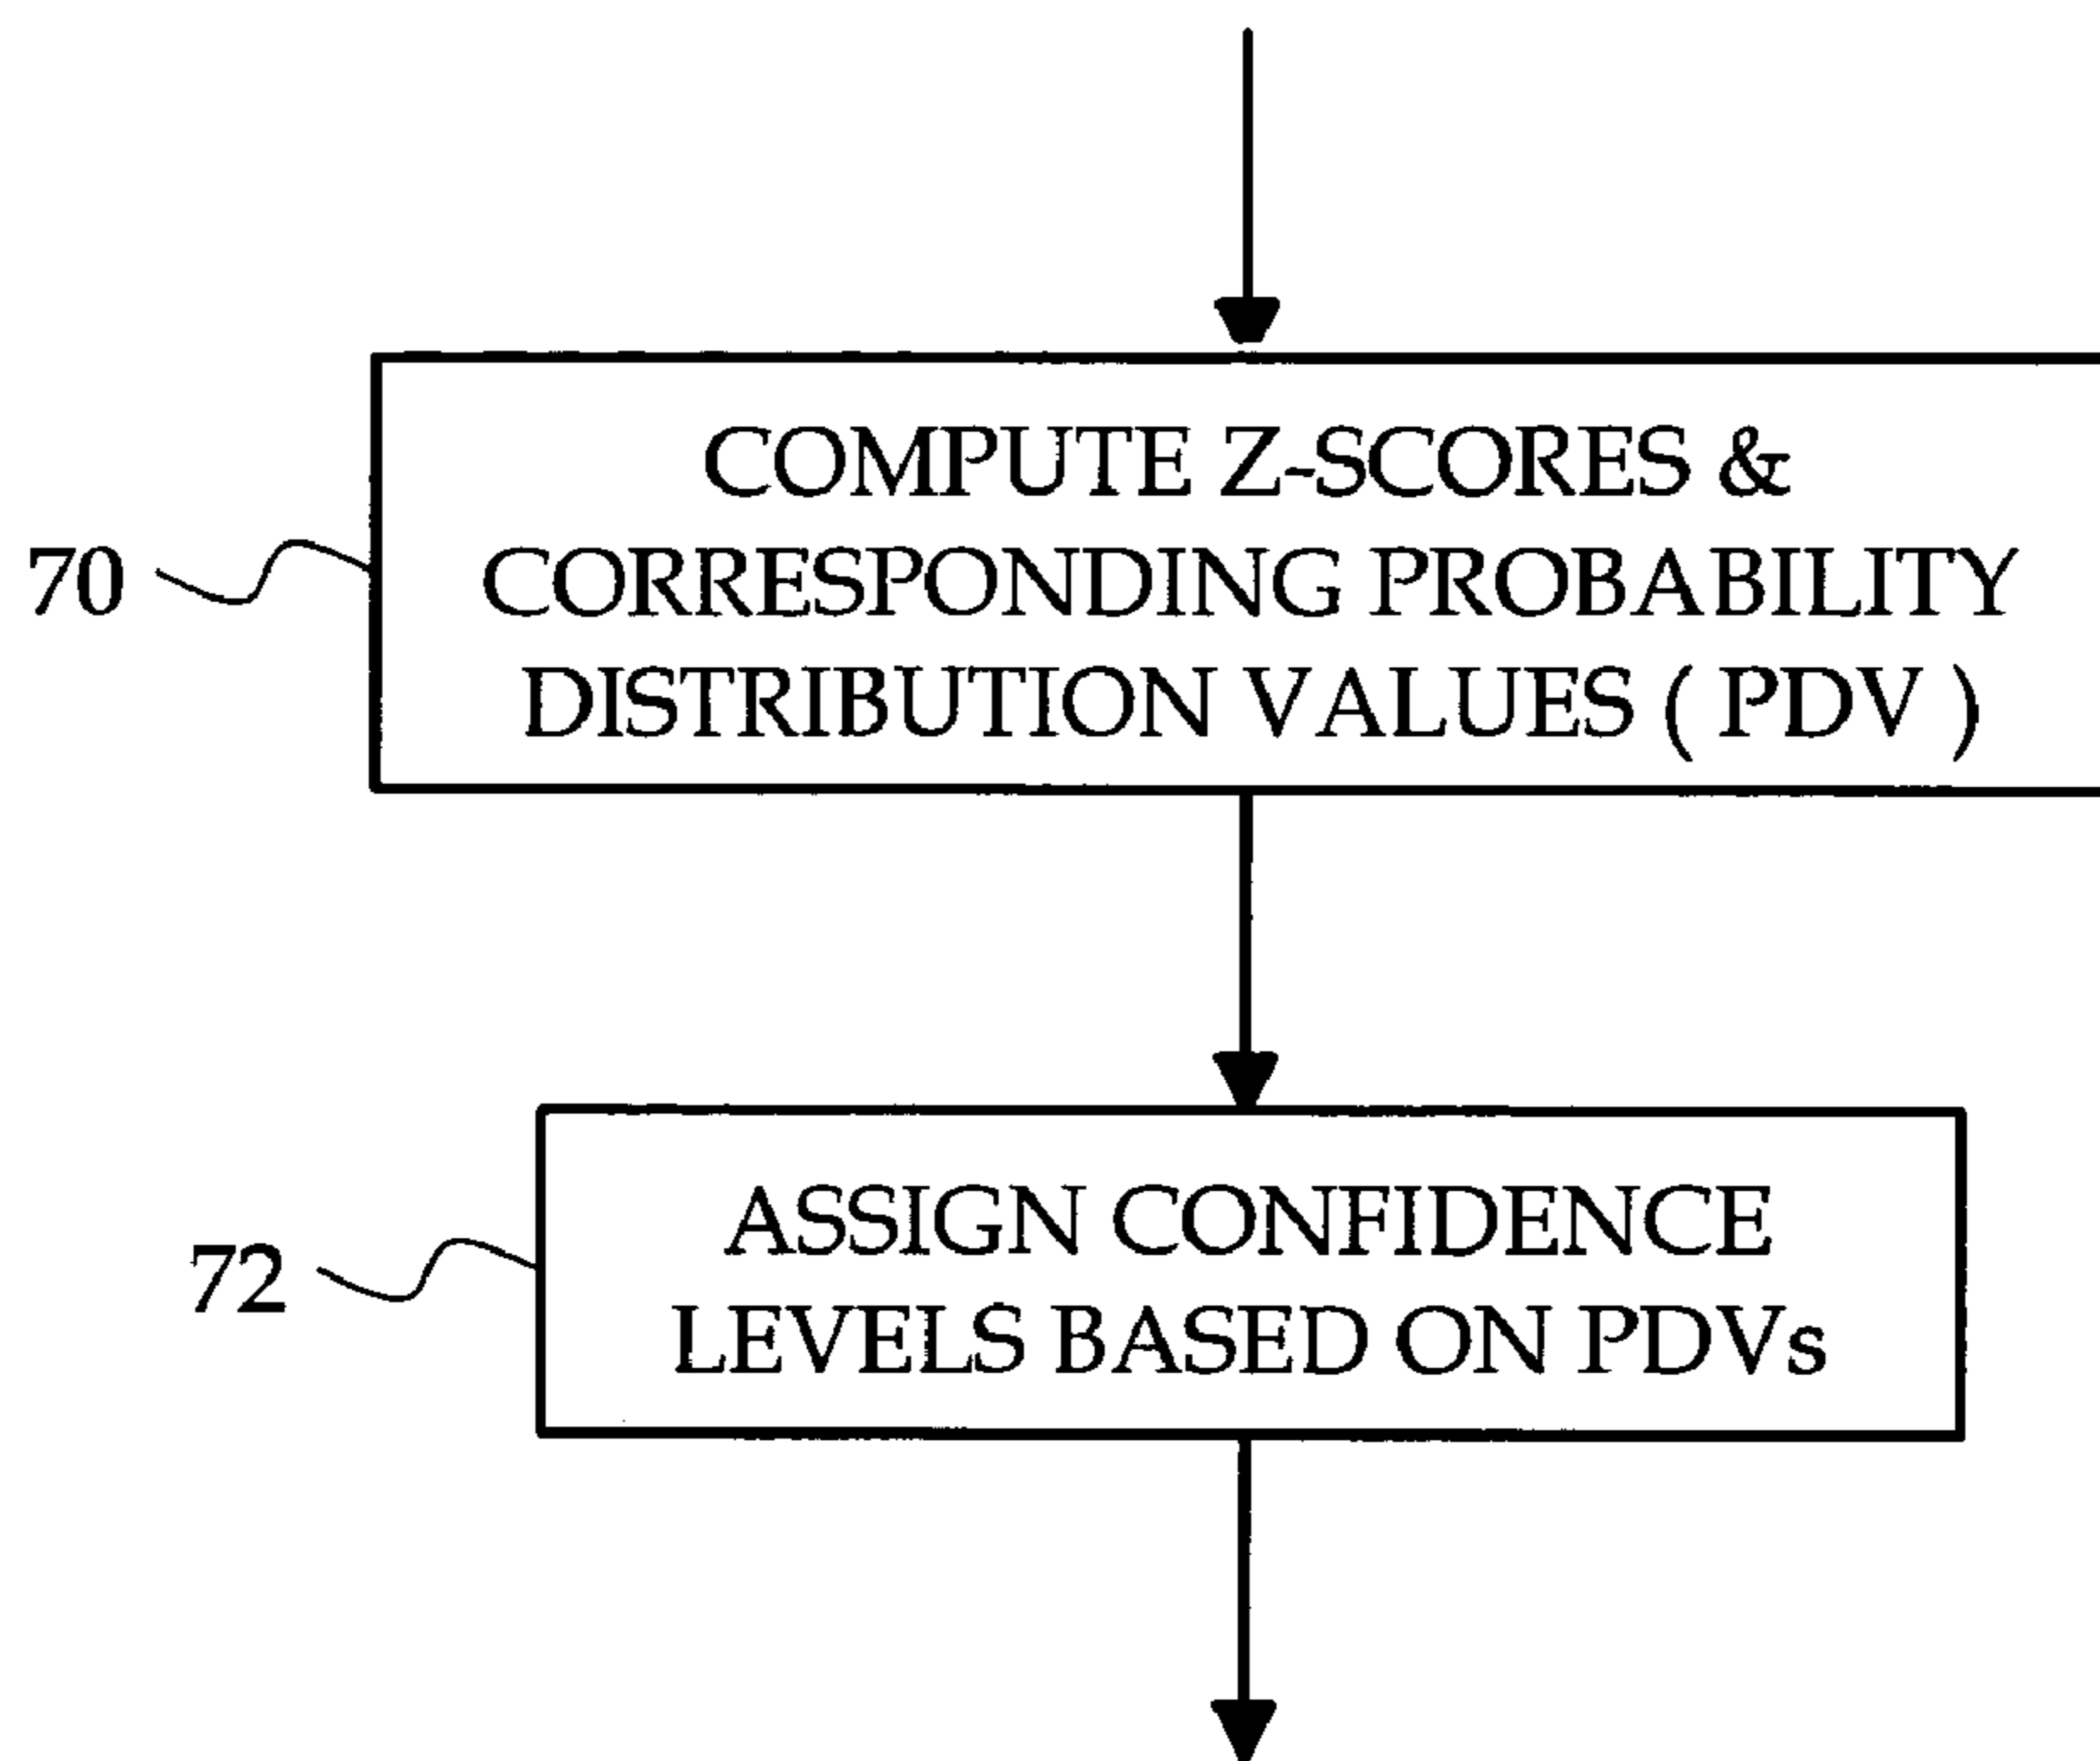 COMPUTE Z-SCORES &
70 CORRESPONDING PROBABILITY
DISTRIBUTION VALUES ( PDV )
ASSIGN CONFIDENCE
72
LEVELS BASED ON PDVs